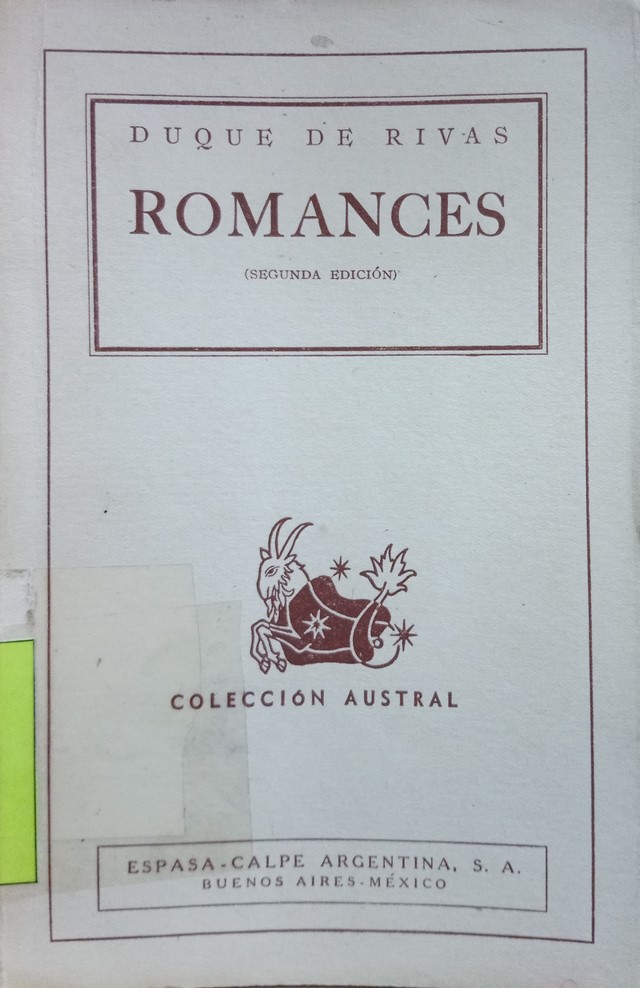 DUQUE DE RIVAS
ROMANCES
(SEGUNDA EDICIÓN)
COLECCIÓN AUSTRAL
ESPASA-CALPE ARGENTINA, S. A.
BUENOS AIRES-MÉXICO